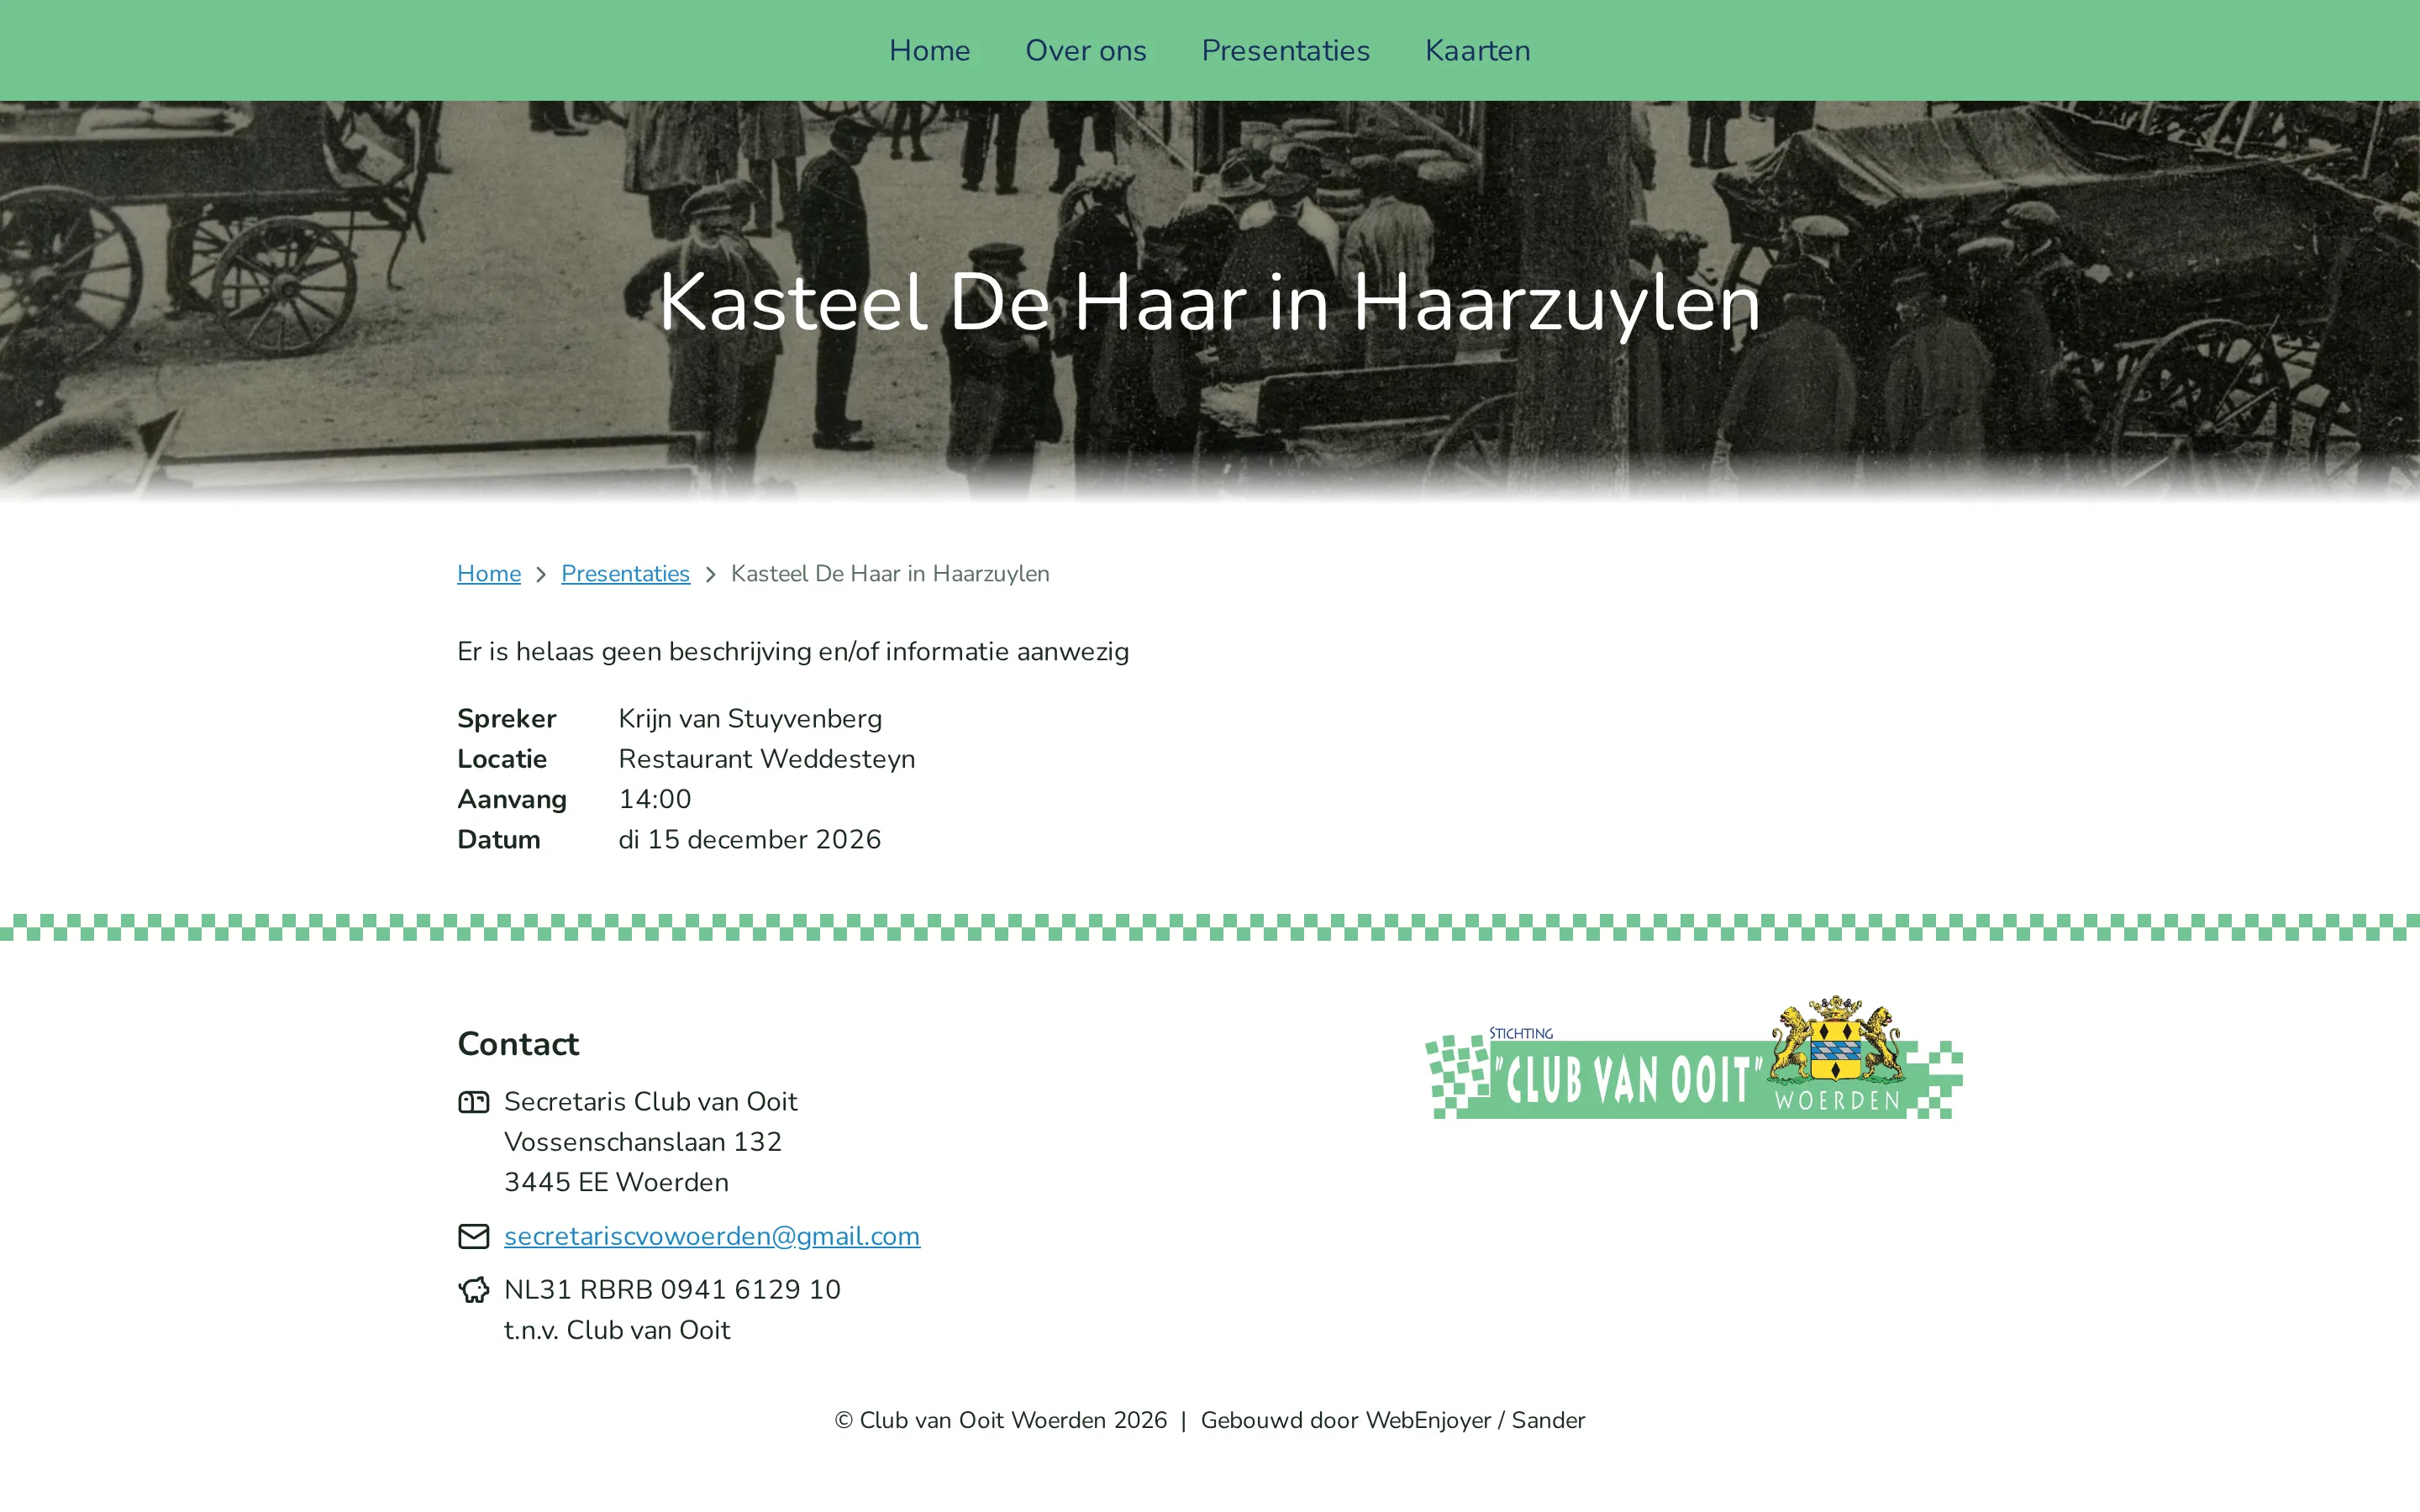 Home Over ons Presentaties Kaarten
Kasteel De Haar in Haarzuylen
Home > Presentaties > Kasteel De Haar in Haarzuylen
Er is helaas geen beschrijving en/of informatie aanwezig
Spreker Krijn van Stuyvenberg
Locatie Restaurant Weddesteyn
Aanvang 14:00
Datum di 15 december 2026
Contact
Secretaris Club van Ooit
Vossenschanslaan 132
3445 EE Woerden
secretariscvowoerden@gmail.com
NL31 RBRB 0941 6129 10
t.n.v. Club van Ooit
STICHTING
"CLUB VAN OOIT"
WOERDEN
© Club van Ooit Woerden 2026 | Gebouwd door WebEnjoyer / Sander